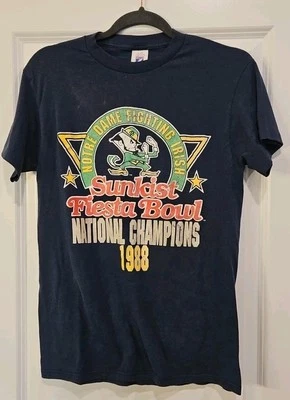 NOTRE DAME FIGHTING IRISH
Sunkist
Fiesta Bowl
NATIONAL CHAMPIONS
1988